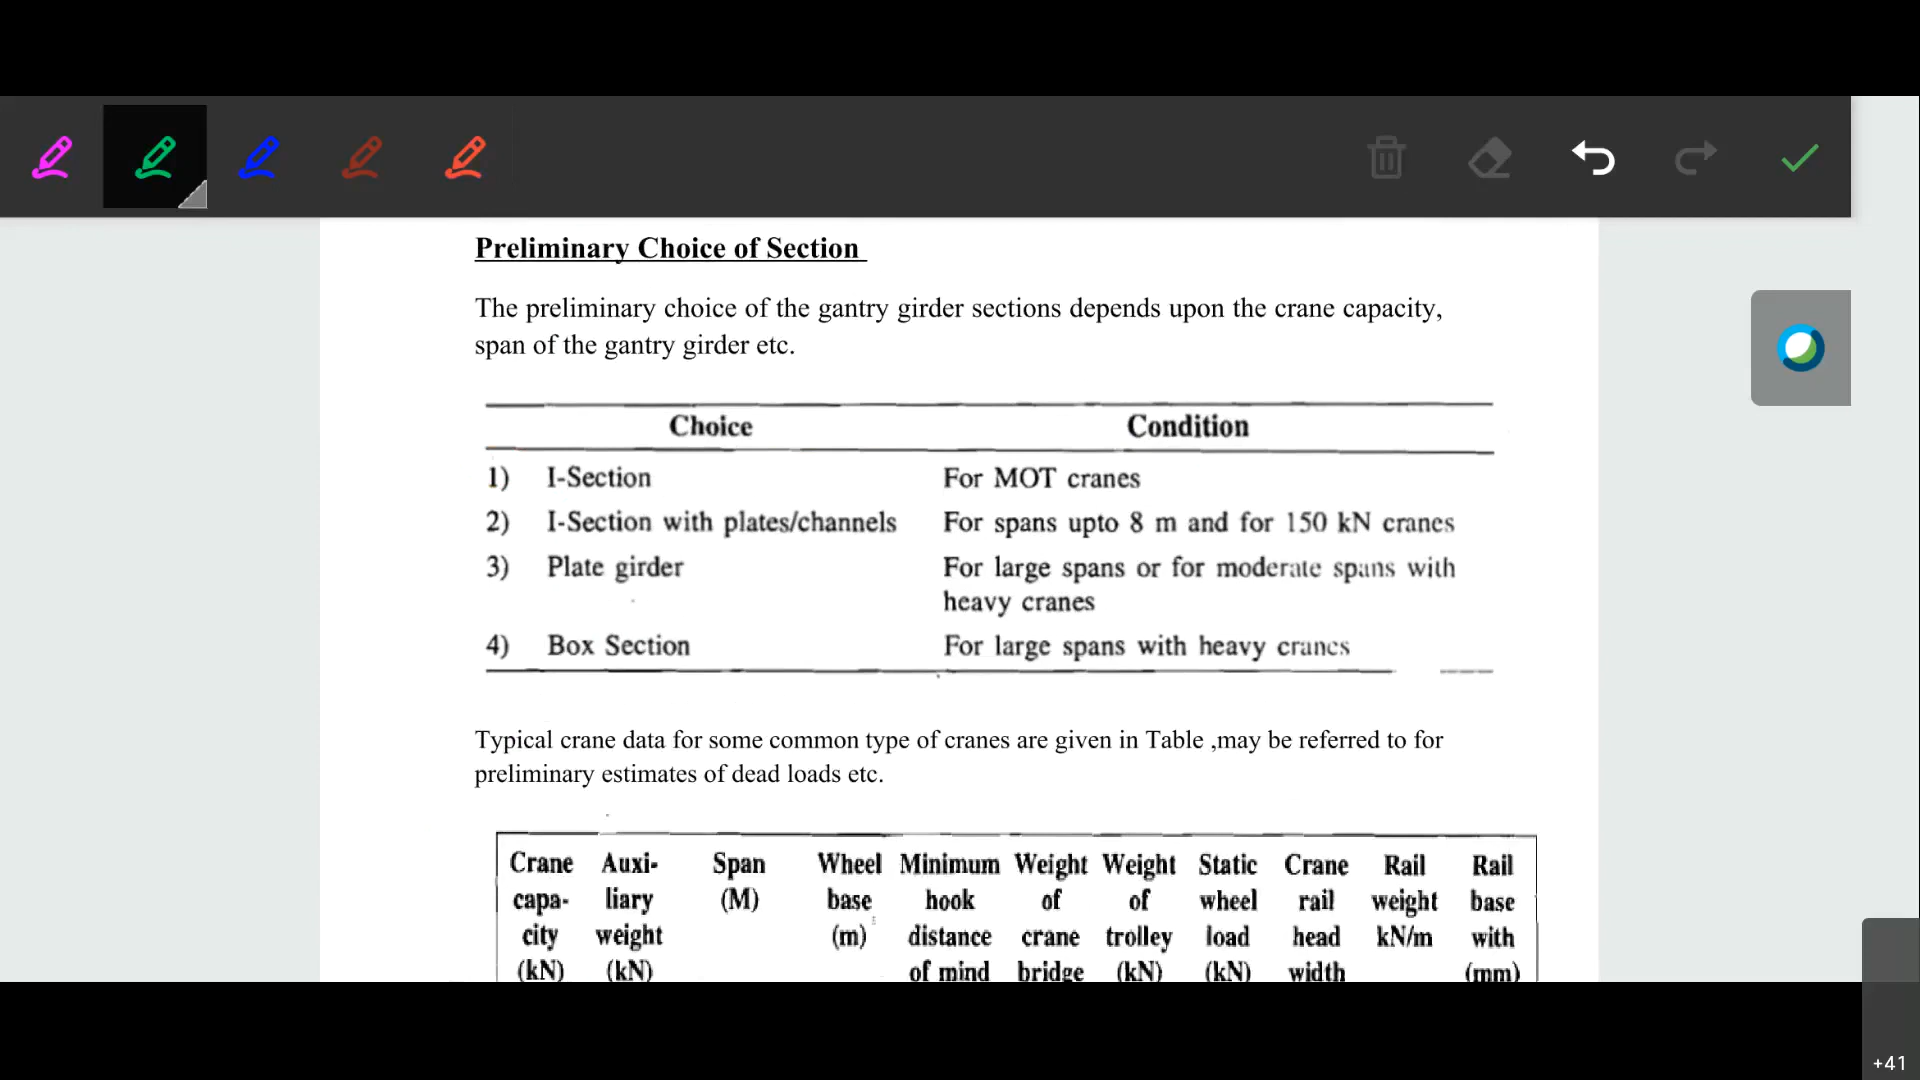 Preliminary Choice of Section
The preliminary choice of the gantry girder sections depends upon the crane capacity,
span of the gantry girder etc.
Choice Condition
1) I-Section For MOT cranes
2) I-Section with plates/channels For spans upto 8 m and for 150 kN cranes
3) Plate girder For large spans or for moderate spans with
heavy cranes
4) Box Section For large spans with heavy cranes
Typical crane data for some common type of cranes are given in Table ,may be referred to for
preliminary estimates of dead loads etc.
Crane Auxi- Span Wheel Minimum Weight Weight Static Crane Rail Rail
capa- liary (M) base hook of of wheel rail weight base
city weight (m) distance crane trolley load head kN/m with
(kN) (kN) of mind bridge (kN) (kN) width (mm)
+41